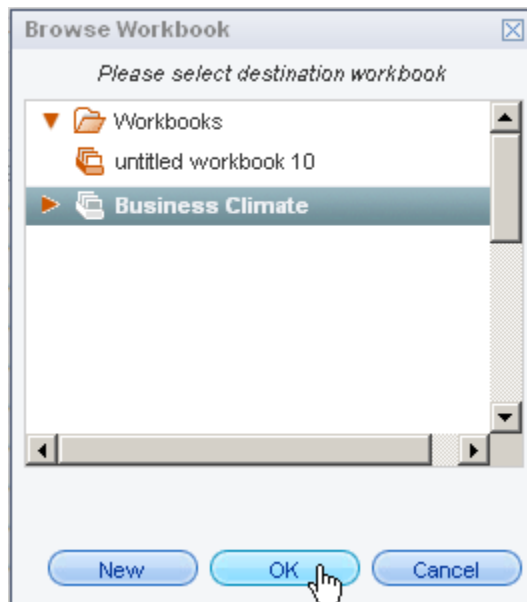 Browse Workbook
Please select destination workbook
Workbooks
untitled workbook 10
Business Climate
New OK Cancel